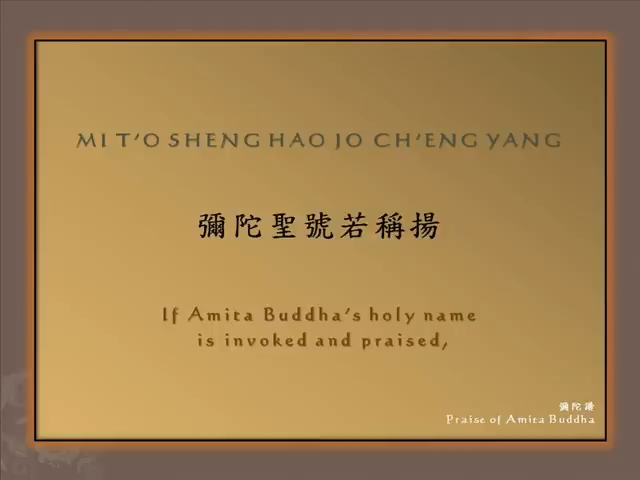 MI T'O SHENG HAO JO CH'ENG YANG
彌陀聖號若稱揚
If Amita Buddha's holy name
is invoked and praised,
彌陀讚
Praise of Amita Buddha